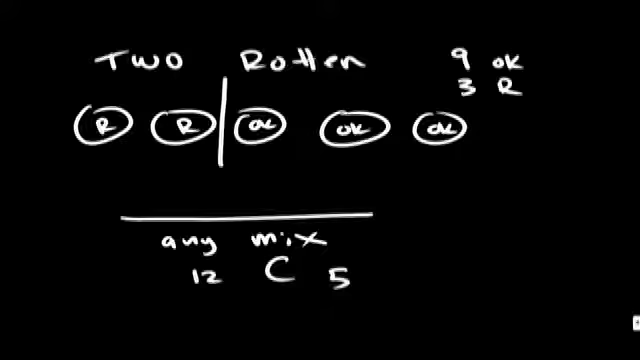 Two Rotten 9 ok
3 R
R R ok ok ok
any mix
12 C 5